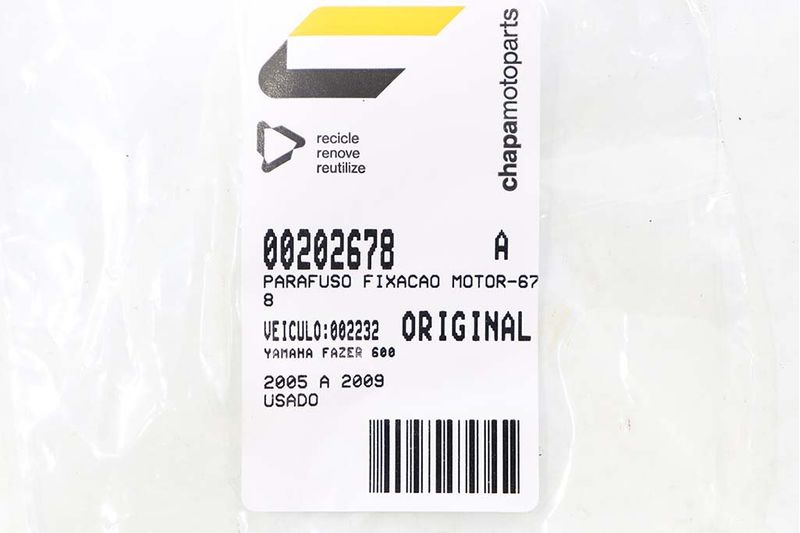 chapamotoparts
recicle
renove
reutilize
00202678 A
PARAFUSO FIXACAO MOTOR-67
8
VEICULO:002232 ORIGINAL
YAMAHA FAZER 600
2005 A 2009
USADO